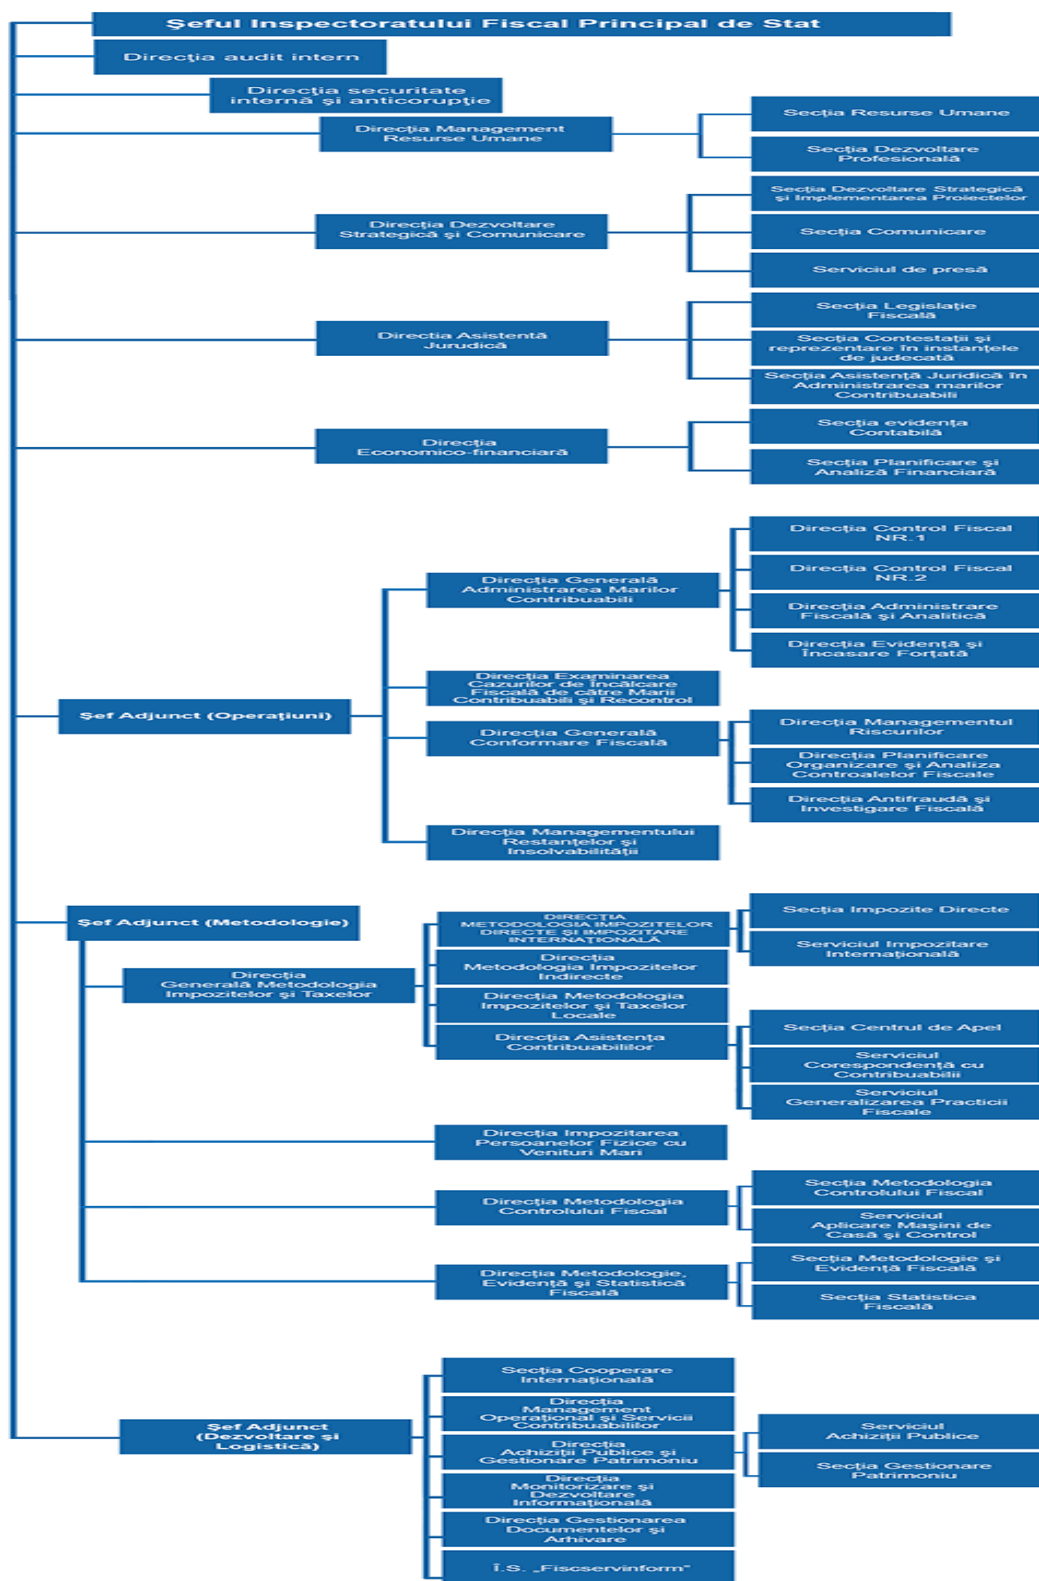 Şeful Inspectoratului Fiscal Principal de Stat
Direcţia audit intern
Direcţia securitate
internă şi anticorupţie
Direcţia Management
Resurse Umane
Secţia Resurse Umane
Secţia Dezvoltare
Profesională
Direcţia Dezvoltare
Strategică şi Comunicare
Secţia Dezvoltare Strategică
şi Implementarea Proiectelor
Secţia Comunicare
Serviciul de presă
Directia Asistentă
Jurudică
Secţia Legislaţie
Fiscală
Secţia Contestaţii şi
reprezentare în instanţele
de judecată
Secţia Asistenţă Juridică în
Administrarea marilor
Contribuabili
Direcţia
Economico-financiară
Secţia evidenţa
Contabilă
Secţia Planificare şi
Analiză Financiară
Şef Adjunct (Operaţiuni)
Direcţia Generală
Administrarea Marilor
Contribuabili
Direcţia Control Fiscal
NR.1
Direcţia Control Fiscal
NR.2
Direcţia Administrare
Fiscală şi Analitică
Direcţia Evidenţă şi
Încasare Forţată
Direcţia Examinarea
Cazurilor de Încălcare
Fiscală de către Marii
Contribuabili şi Recontrol
Direcţia Generală
Conformare Fiscală
Direcţia Managementul
Riscurilor
Direcţia Planificare
Organizare şi Analiza
Controalelor Fiscale
Direcţia Antifraudă şi
Investigare Fiscală
Direcţia Managementului
Restanţelor şi
Insolvabilităţii
Şef Adjunct (Metodologie)
Direcţia
Generală Metodologia
Impozitelor şi Taxelor
DIRECŢIA
METODOLOGIA IMPOZITELOR
DIRECTE ŞI IMPOZITARE
INTERNAŢIONALĂ
Secţia Impozite Directe
Serviciul Impozitare
Internaţională
Direcţia
Metodologia Impozitelor
Indirecte
Direcţia Metodologia
Impozitelor şi Taxelor
Locale
Direcţia Asistenţa
Contribuabililor
Secţia Centrul de Apel
Serviciul
Corespondenţă cu
Contribuabilii
Serviciul
Generalizarea Practicii
Fiscale
Direcţia Impozitarea
Persoanelor Fizice cu
Venituri Mari
Direcţia Metodologia
Controlului Fiscal
Secţia Metodologia
Controlului Fiscal
Serviciul
Aplicare Maşini de
Casă şi Control
Direcţia Metodologie,
Evidenţă şi Statistică
Fiscală
Secţia Metodologie şi
Evidenţă Fiscală
Secţia Statistica
Fiscală
Şef Adjunct
(Dezvoltare şi
Logistică)
Secţia Cooperare
Internaţională
Direcţia
Management
Operaţional şi Servicii
Contribuabililor
Direcţia
Achiziţii Publice şi
Gestionare Patrimoniu
Serviciul
Achiziţii Publice
Secţia Gestionare
Patrimoniu
Direcţia
Monitorizare şi
Dezvoltare
Informaţională
Direcţia Gestionarea
Documentelor şi
Arhivare
Î.S. „Fiscservinform”